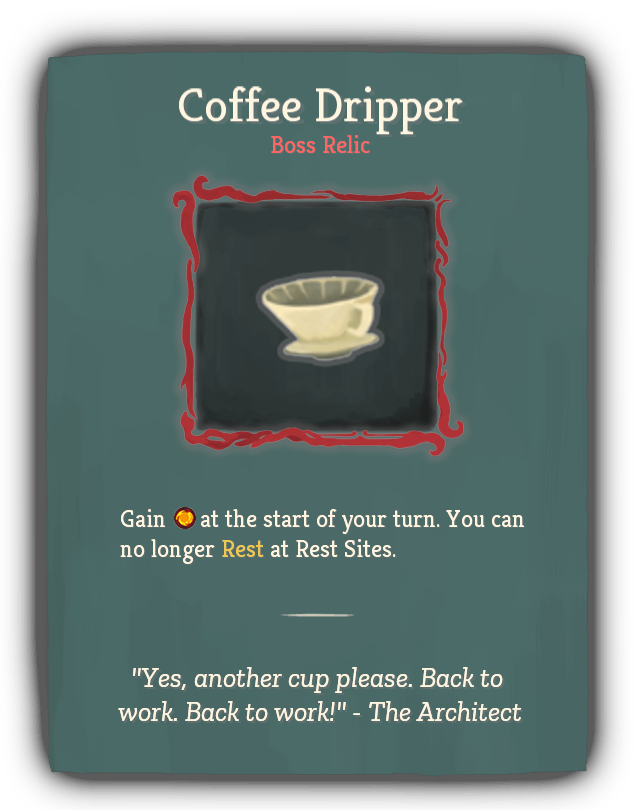 Coffee Dripper
Boss Relic
Gain at the start of your turn. You can
no longer Rest at Rest Sites.
"Yes, another cup please. Back to
work. Back to work!" - The Architect